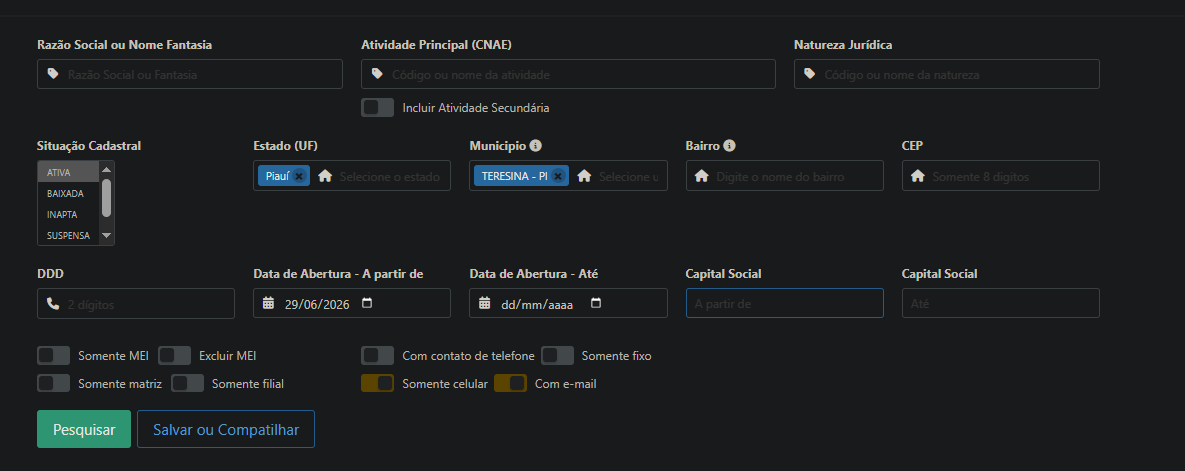 Razão Social ou Nome Fantasia
Atividade Principal (CNAE)
Natureza Jurídica
Razão Social ou Fantasia
Código ou nome da atividade
Código ou nome da natureza
Incluir Atividade Secundária
Situação Cadastral
Estado (UF)
Municipio
Bairro
CEP
ATIVA
BAIXADA
INAPTA
SUSPENSA
Piauí
Selecione o estado
TERESINA - PI
Selecione u
Digite o nome do bairro
Somente 8 dígitos
DDD
Data de Abertura - A partir de
Data de Abertura - Até
Capital Social
Capital Social
2 dígitos
29/06/2026
dd/mm/aaaa
A partir de
Até
Somente MEI
Excluir MEI
Com contato de telefone
Somente fixo
Somente matriz
Somente filial
Somente celular
Com e-mail
Pesquisar
Salvar ou Compatilhar